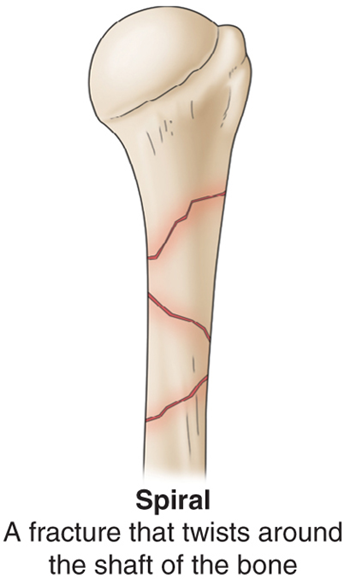 Spiral
A fracture that twists around
the shaft of the bone